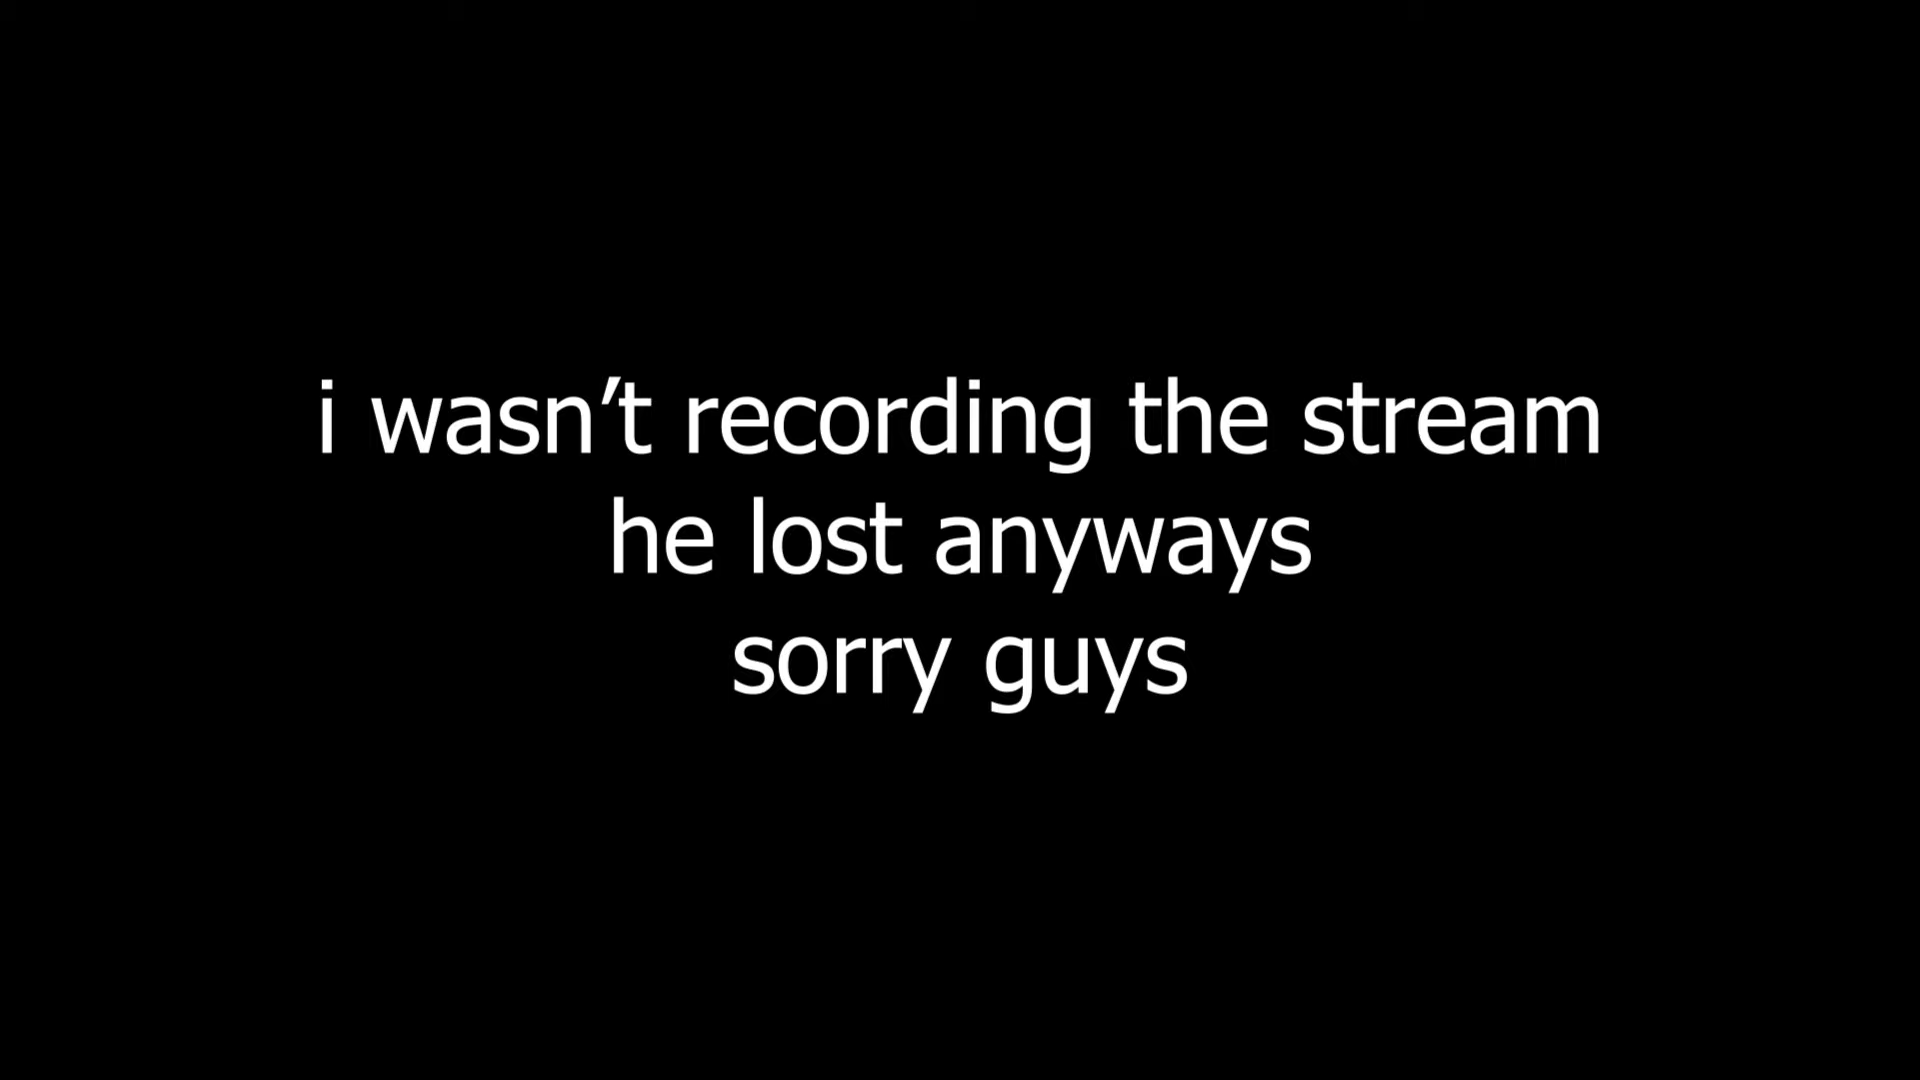 i wasn’t recording the stream
he lost anyways
sorry guys